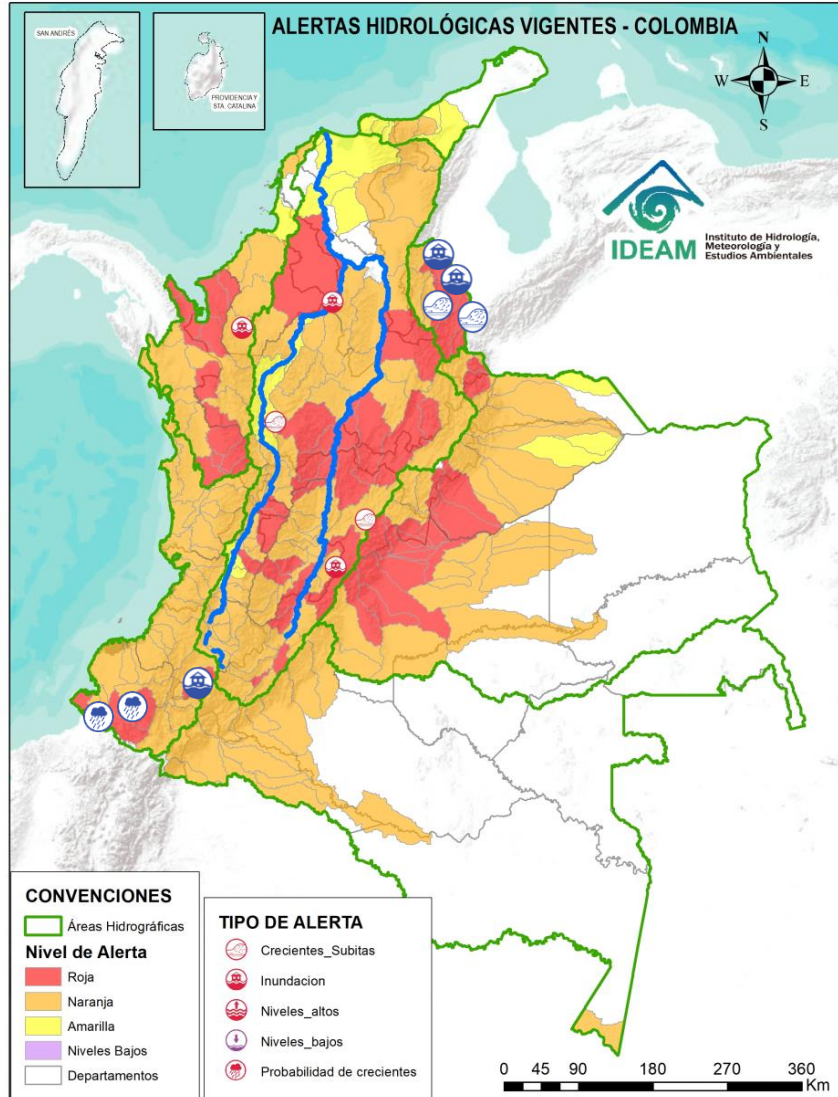 ALERTAS HIDROLÓGICAS VIGENTES - COLOMBIA
SAN ANDRÉS
PROVIDENCIA Y
STA. CATALINA
N
W
E
S
IDEAM
Instituto de Hidrología,
Meteorología y
Estudios Ambientales
CONVENCIONES
Áreas Hidrográficas
Nivel de Alerta
Roja
Naranja
Amarilla
Niveles Bajos
Departamentos
TIPO DE ALERTA
Crecientes_Subitas
Inundacion
Niveles_altos
Niveles_bajos
Probabilidad de crecientes
0 45 90 180 270 360
Km